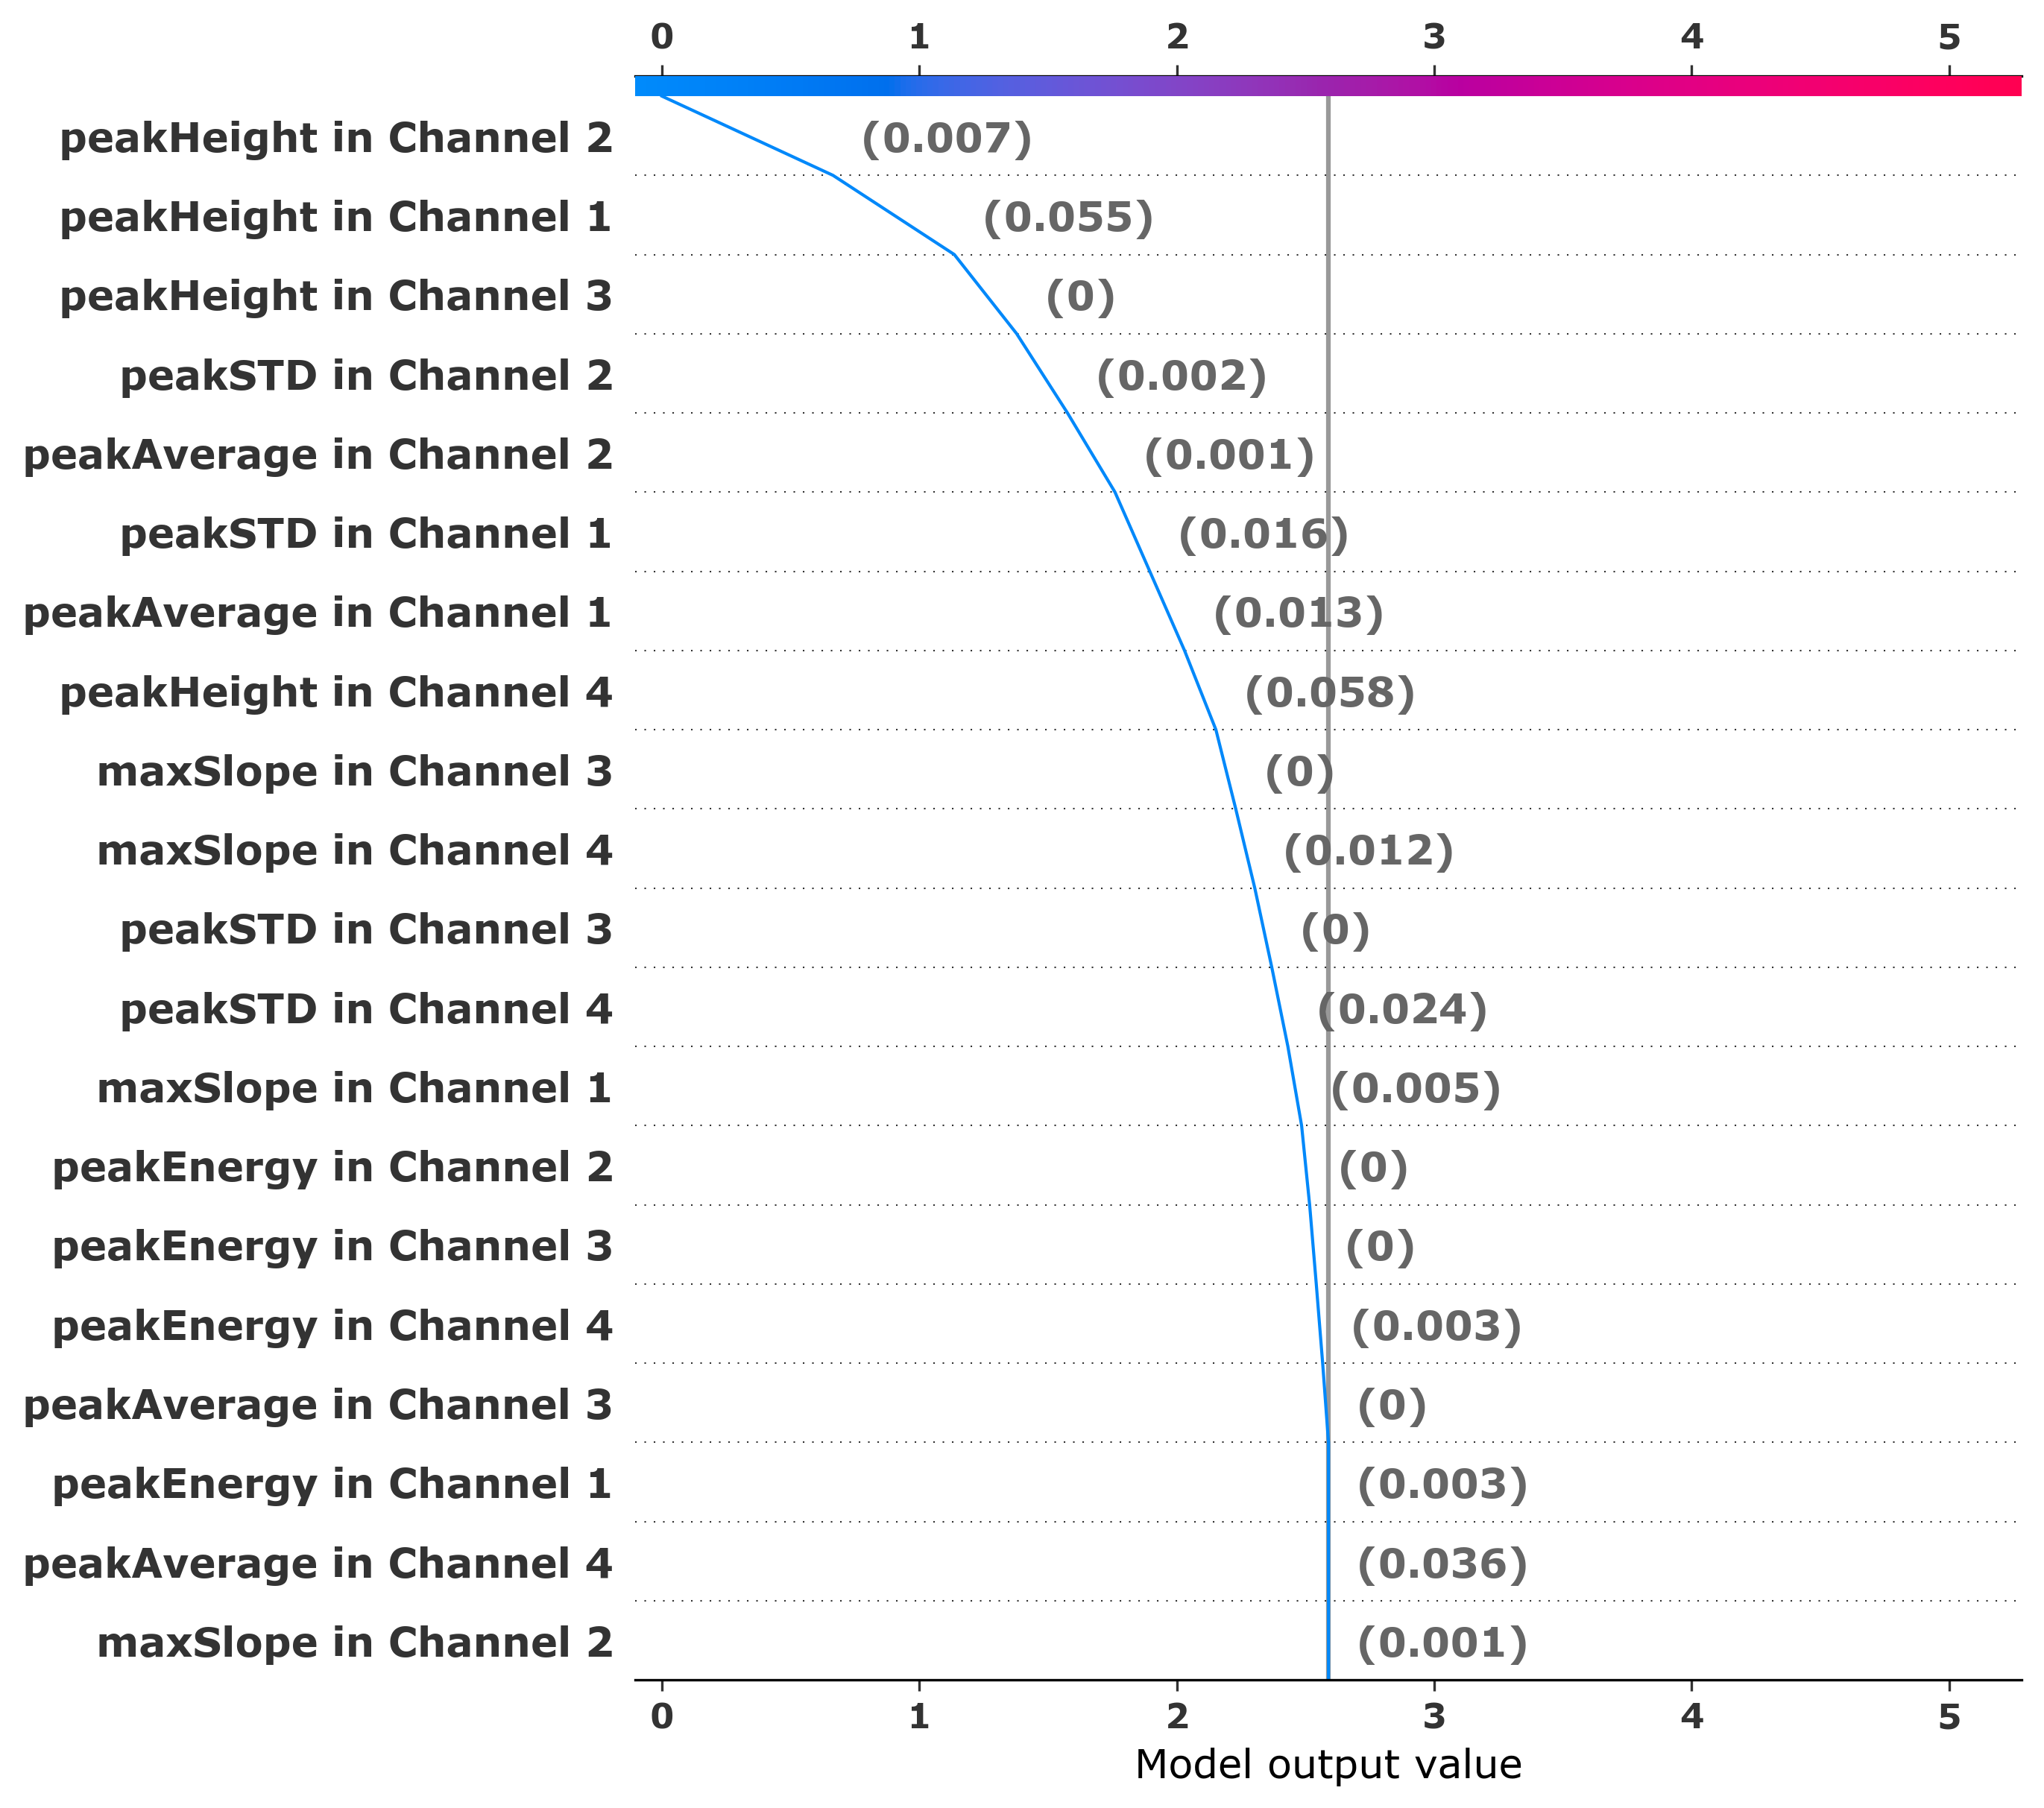 0 1 2 3 4 5
peakHeight in Channel 2 (0.007)
peakHeight in Channel 1 (0.055)
peakHeight in Channel 3 (0)
peakSTD in Channel 2 (0.002)
peakAverage in Channel 2 (0.001)
peakSTD in Channel 1 (0.016)
peakAverage in Channel 1 (0.013)
peakHeight in Channel 4 (0.058)
maxSlope in Channel 3 (0)
maxSlope in Channel 4 (0.012)
peakSTD in Channel 3 (0)
peakSTD in Channel 4 (0.024)
maxSlope in Channel 1 (0.005)
peakEnergy in Channel 2 (0)
peakEnergy in Channel 3 (0)
peakEnergy in Channel 4 (0.003)
peakAverage in Channel 3 (0)
peakEnergy in Channel 1 (0.003)
peakAverage in Channel 4 (0.036)
maxSlope in Channel 2 (0.001)
0 1 2 3 4 5
Model output value